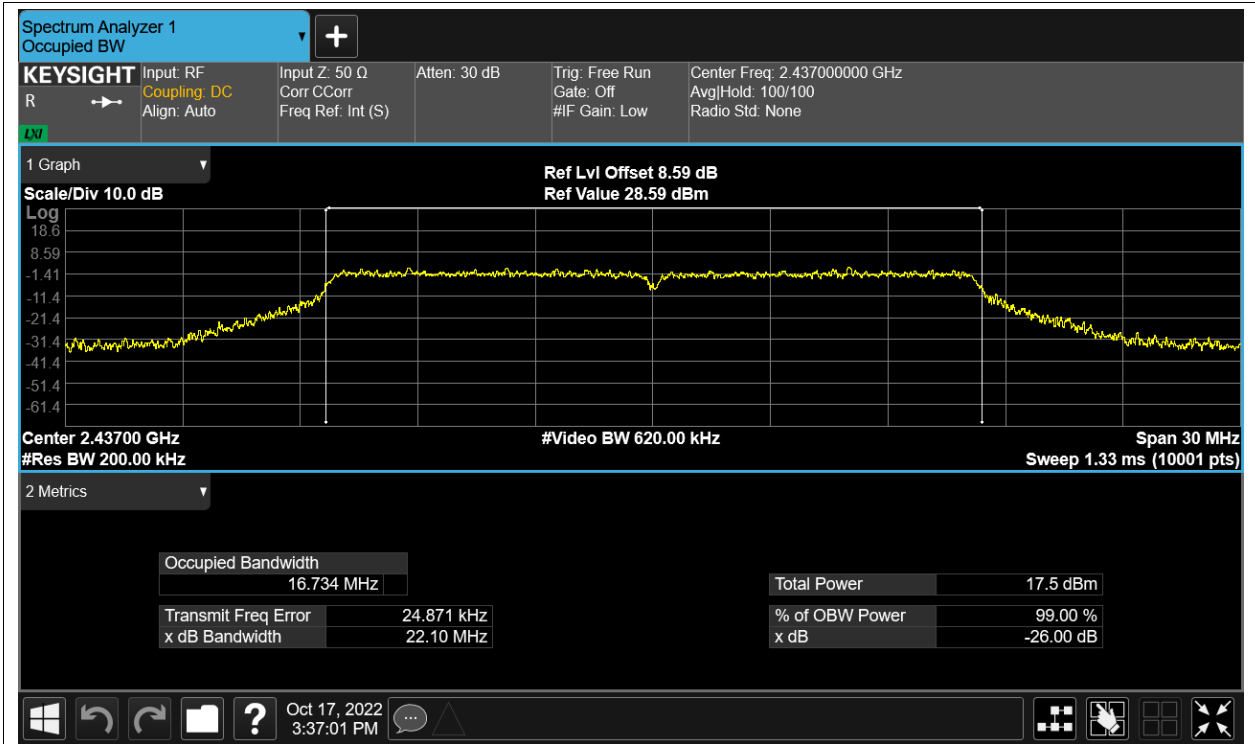 Spectrum Analyzer 1
Occupied BW
KEYSIGHT
R
LXI
Input: RF
Coupling: DC
Align: Auto
Input Z: 50 Ω
Corr CCorr
Freq Ref: Int (S)
Atten: 30 dB
Trig: Free Run
Gate: Off
#IF Gain: Low
Center Freq: 2.437000000 GHz
Avg|Hold: 100/100
Radio Std: None
1 Graph
Scale/Div 10.0 dB
Ref Lvl Offset 8.59 dB
Ref Value 28.59 dBm
Log
18.6
8.59
-1.41
-11.4
-21.4
-31.4
-41.4
-51.4
-61.4
Center 2.43700 GHz
#Res BW 200.00 kHz
#Video BW 620.00 kHz
Span 30 MHz
Sweep 1.33 ms (10001 pts)
2 Metrics
Occupied Bandwidth
16.734 MHz
Transmit Freq Error 24.871 kHz
x dB Bandwidth 22.10 MHz
Total Power 17.5 dBm
% of OBW Power 99.00 %
x dB -26.00 dB
?
Oct 17, 2022
3:37:01 PM